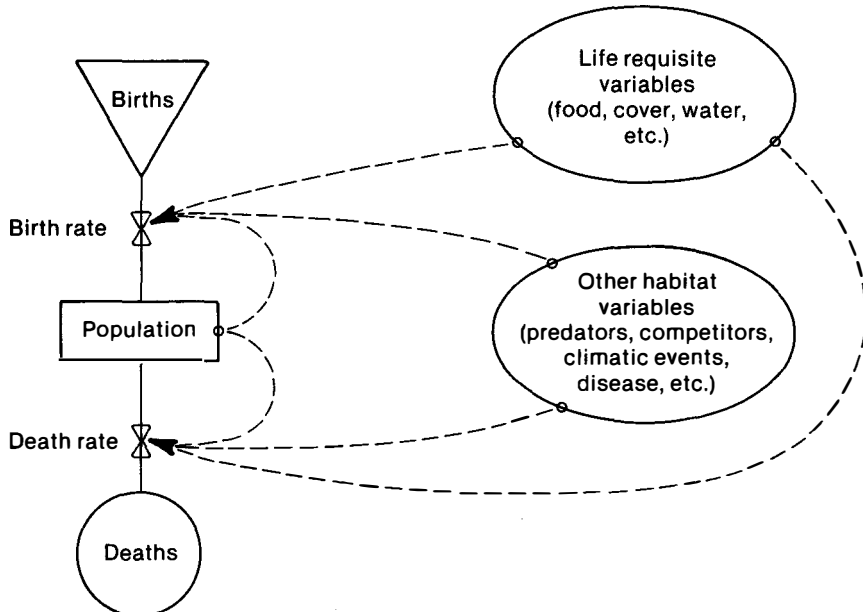 Births
Life requisite
variables
(food, cover, water,
etc.)
Birth rate
Population
Other habitat
variables
(predators, competitors,
climatic events,
disease, etc.)
Death rate
Deaths